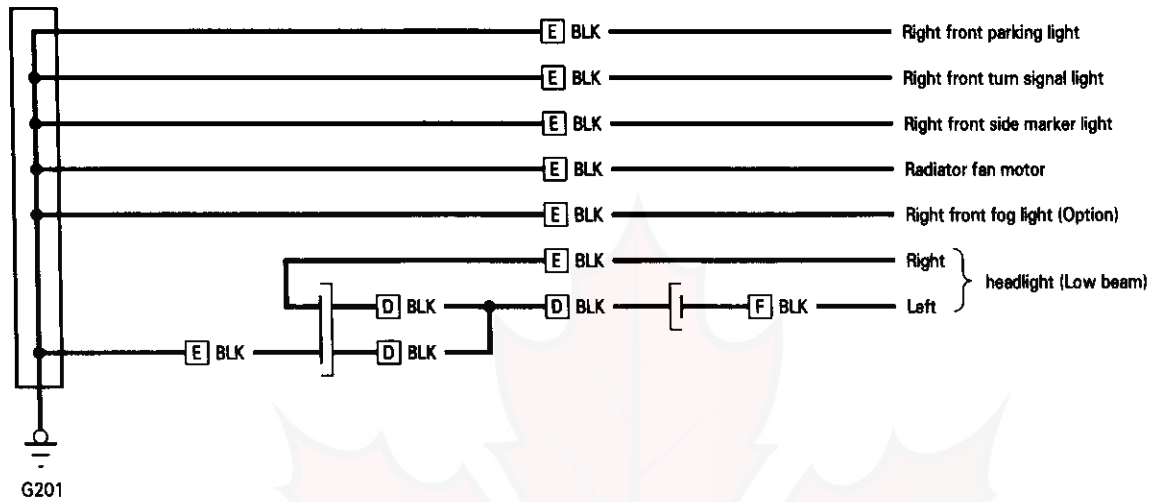 E BLK Right front parking light
E BLK Right front turn signal light
E BLK Right front side marker light
E BLK Radiator fan motor
E BLK Right front fog light (Option)
E BLK Right
headlight (Low beam)
D BLK D BLK F BLK Left
E BLK D BLK
G201